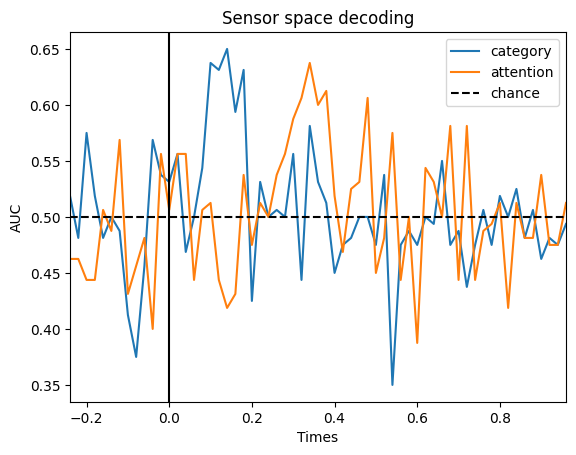 Sensor space decoding
category
attention
chance
AUC
0.65
0.60
0.55
0.50
0.45
0.40
0.35
−0.2
0.0
0.2
0.4
0.6
0.8
Times